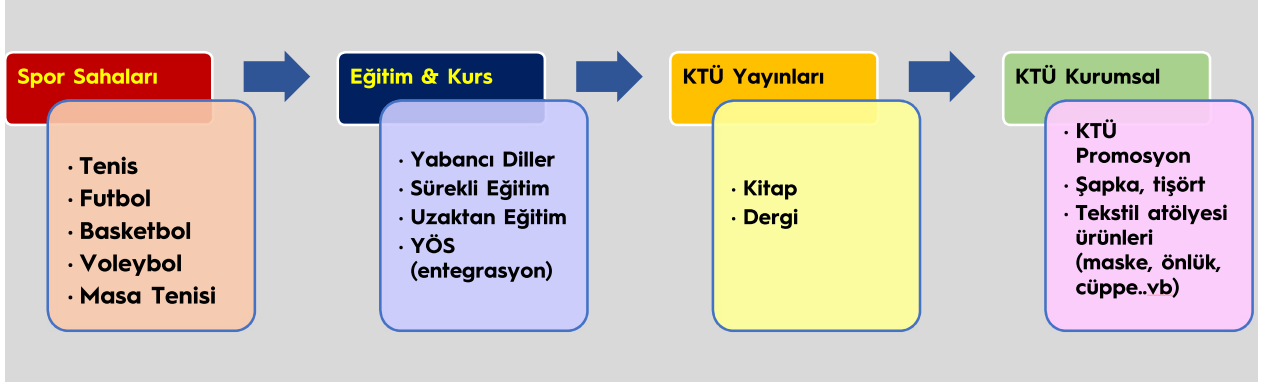 Spor Sahaları
· Tenis
· Futbol
· Basketbol
· Voleybol
· Masa Tenisi
Eğitim & Kurs
· Yabancı Diller
· Sürekli Eğitim
· Uzaktan Eğitim
· YÖS
(entegrasyon)
KTÜ Yayınları
· Kitap
· Dergi
KTÜ Kurumsal
· KTÜ
Promosyon
· Şapka, tişört
· Tekstil atölyesi
ürünleri
(maske, önlük,
cüppe..vb)